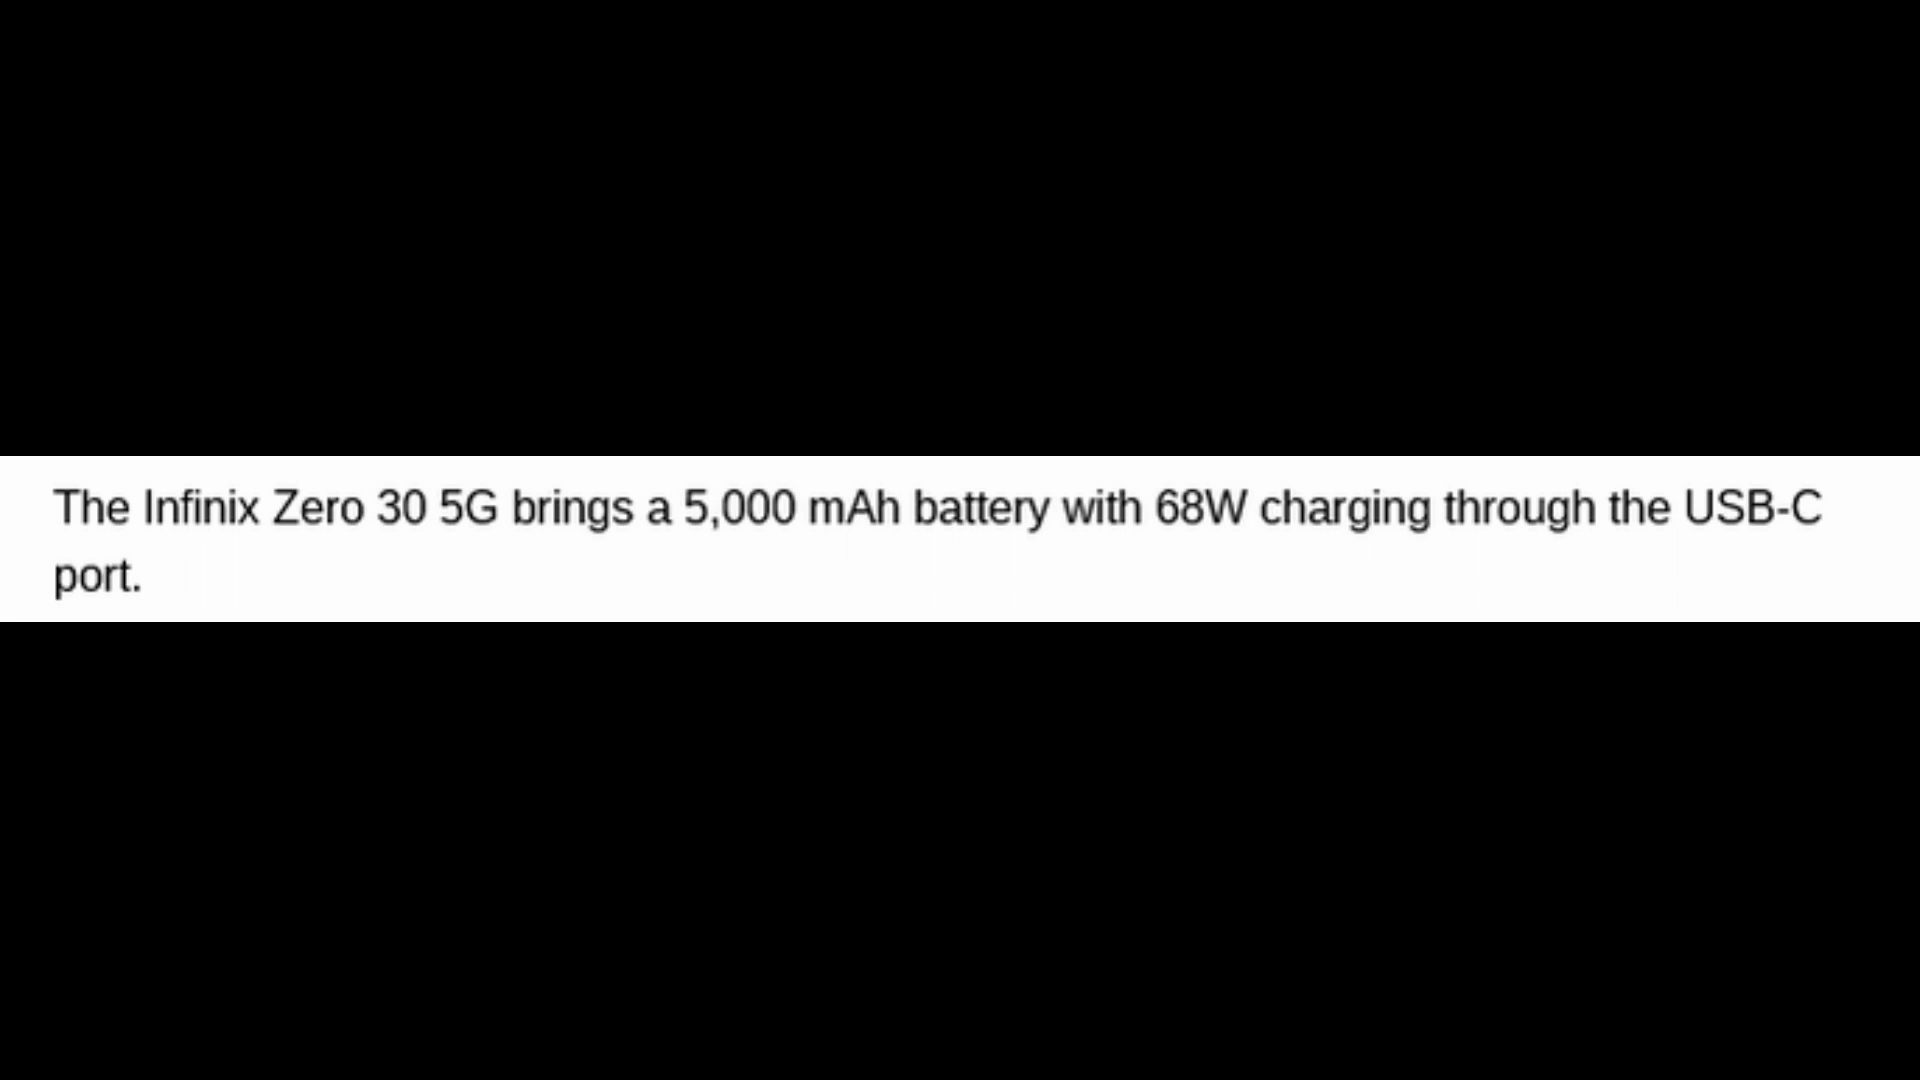 The Infinix Zero 30 5G brings a 5,000 mAh battery with 68W charging through the USB-C
port.